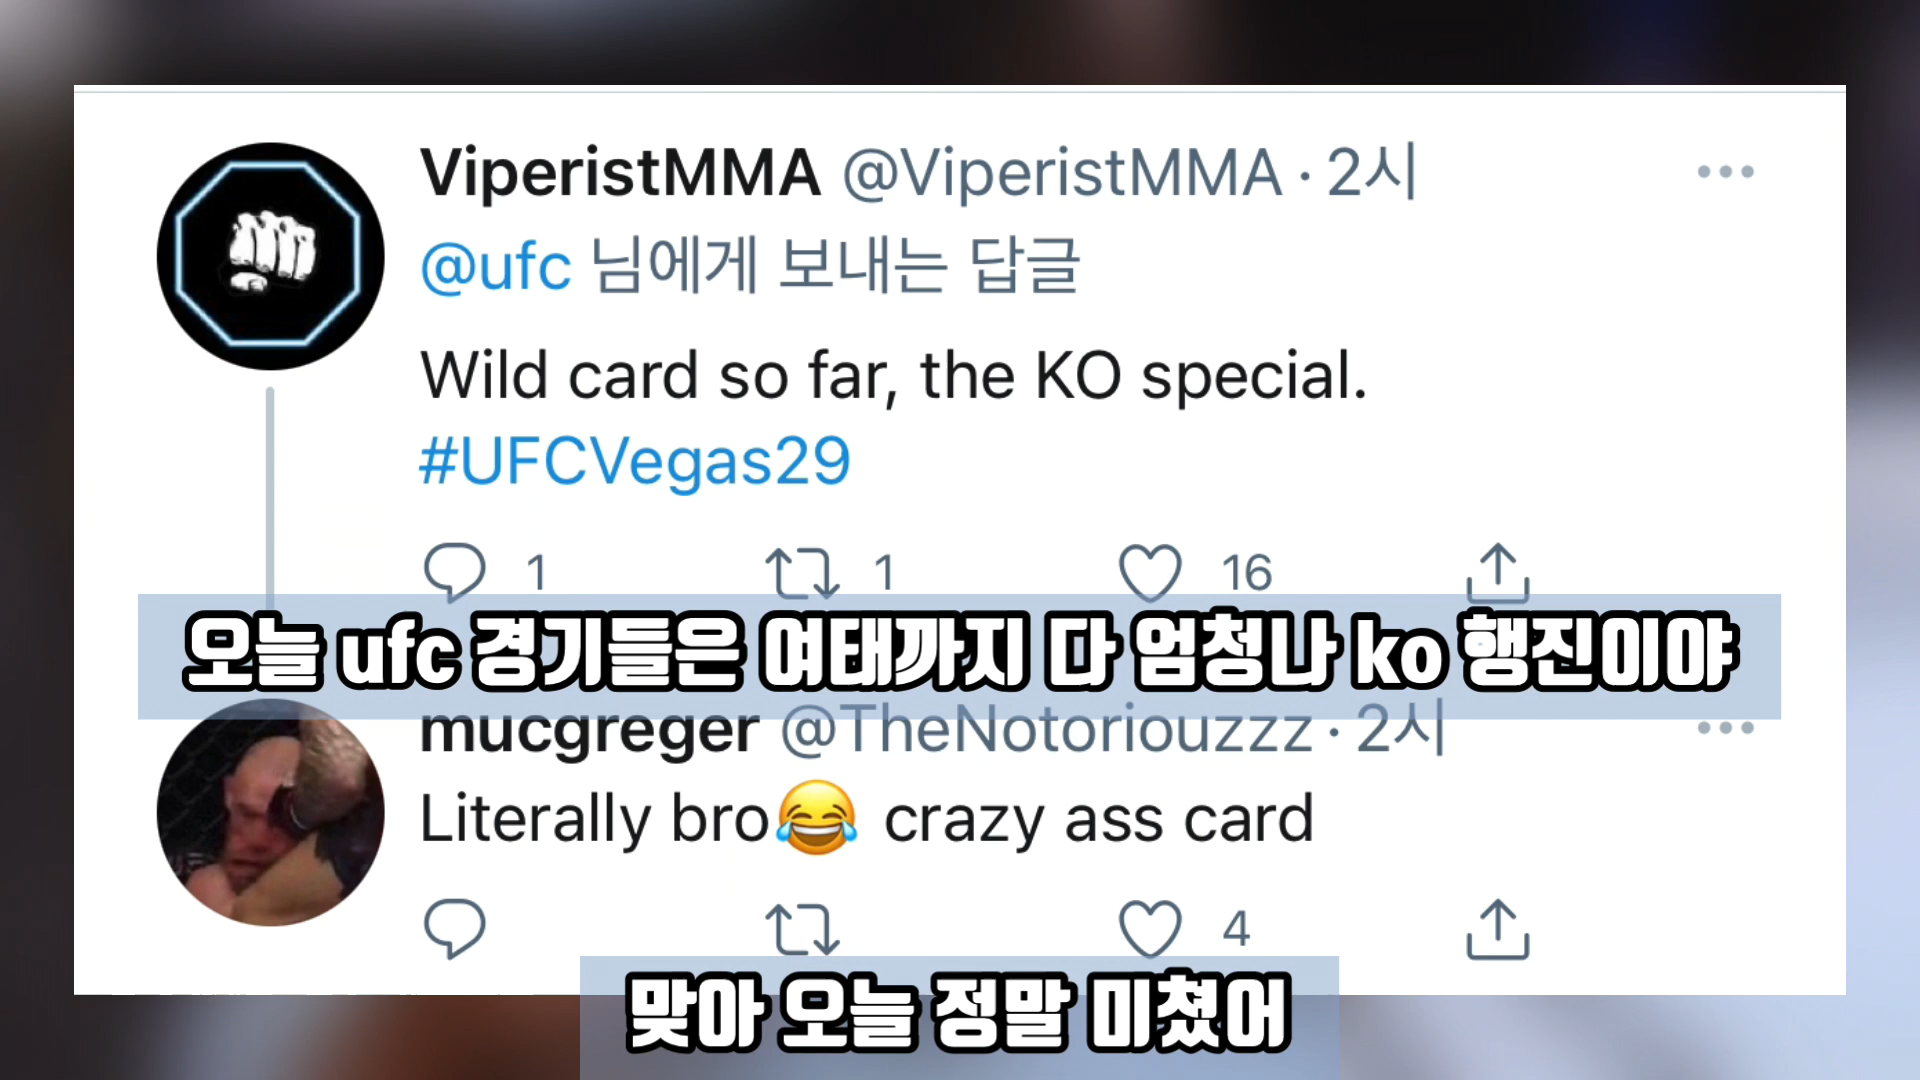 ViperistMMA @ViperistMMA · 2시
@ufc 님에게 보내는 답글
Wild card so far, the KO special.
#UFCVegas29
1 1 16
오늘 ufc 경기들은 여태까지 다 엄청나 ko 행진이야
mucgreger @TheNotoriouzzz · 2시
Literally bro😂 crazy ass card
4
맞아 오늘 정말 미쳤어